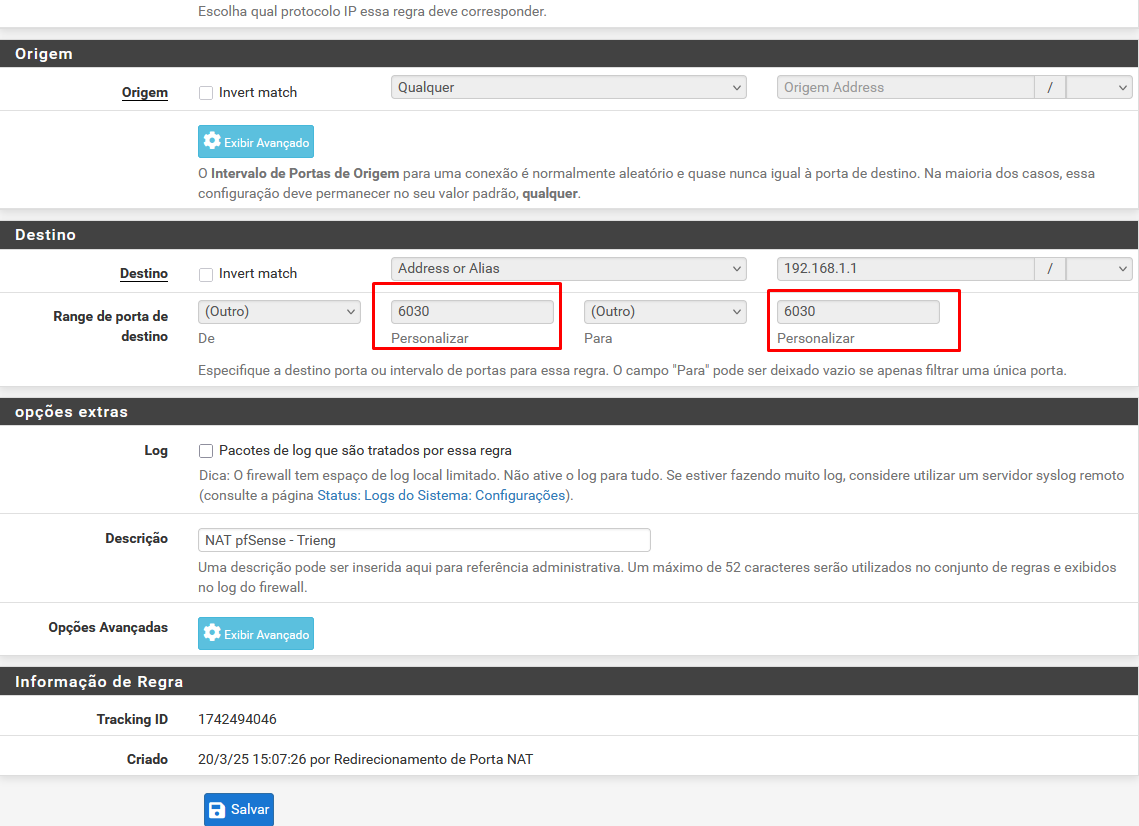 Escolha qual protocolo IP essa regra deve corresponder.
Origem
Origem Invert match Qualquer Origem Address /
Exibir Avançado
O Intervalo de Portas de Origem para uma conexão é normalmente aleatório e quase nunca igual à porta de destino. Na maioria dos casos, essa
configuração deve permanecer no seu valor padrão, qualquer.
Destino
Destino Invert match Address or Alias 192.168.1.1 /
Range de porta de
destino
(Outro) 6030 (Outro) 6030
De Personalizar Para Personalizar
Especifique a destino porta ou intervalo de portas para essa regra. O campo "Para" pode ser deixado vazio se apenas filtrar uma única porta.
opções extras
Log Pacotes de log que são tratados por essa regra
Dica: O firewall tem espaço de log local limitado. Não ative o log para tudo. Se estiver fazendo muito log, considere utilizar um servidor syslog remoto
(consulte a página Status: Logs do Sistema: Configurações).
Descrição NAT pfSense - Trieng
Uma descrição pode ser inserida aqui para referência administrativa. Um máximo de 52 caracteres serão utilizados no conjunto de regras e exibidos
no log do firewall.
Opções Avançadas Exibir Avançado
Informação de Regra
Tracking ID 1742494046
Criado 20/3/25 15:07:26 por Redirecionamento de Porta NAT
Salvar